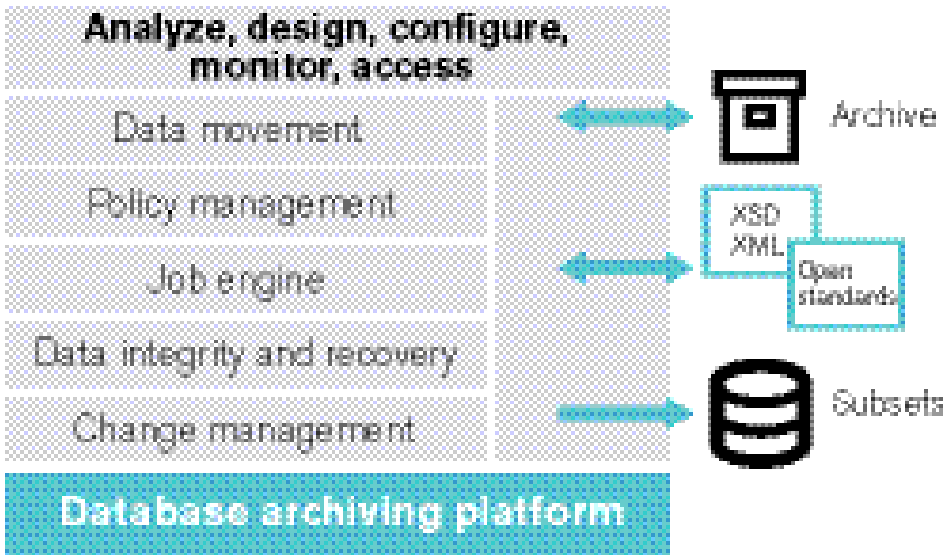 Analyze, design, configure,
monitor, access
Data movement
Policy management
Job engine
Data integrity and recovery
Change management
Database archiving platform
Archive
XSD
XML
Open
standards
Subsets